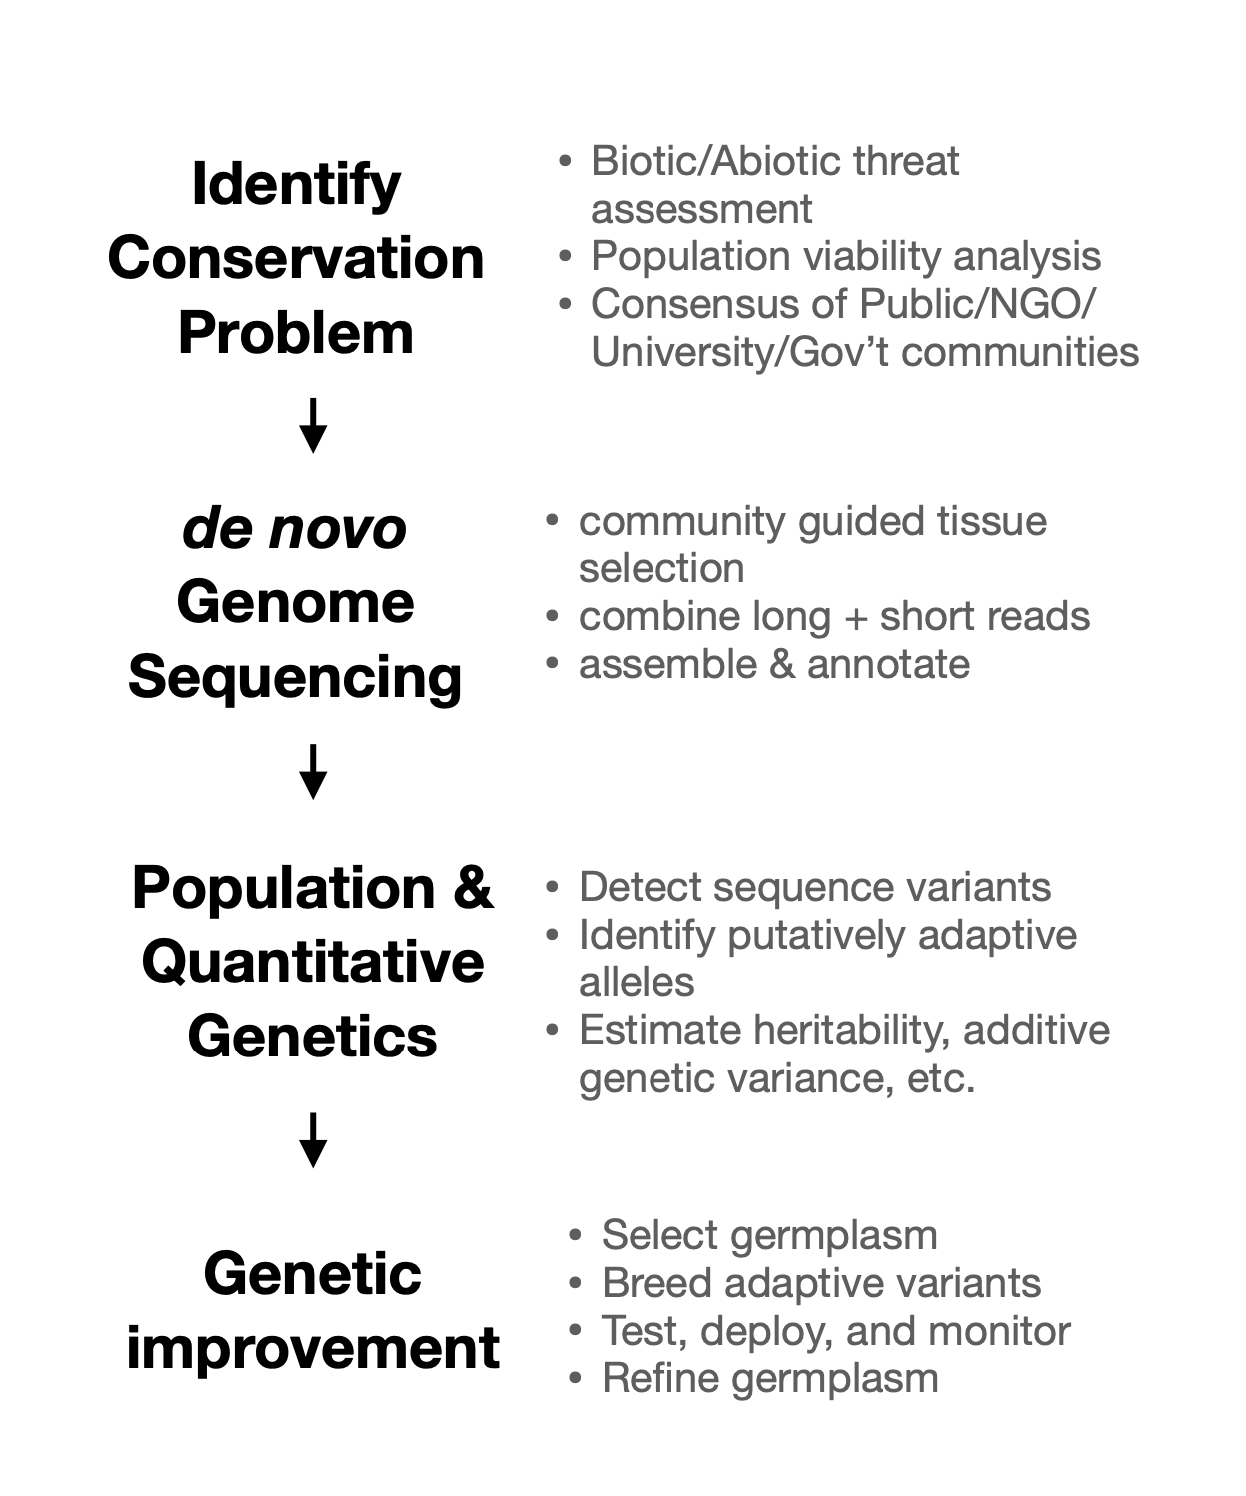 Identify
Conservation
Problem
• Biotic/Abiotic threat
assessment
• Population viability analysis
• Consensus of Public/NGO/
University/Gov’t communities
de novo
Genome
Sequencing
• community guided tissue
selection
• combine long + short reads
• assemble & annotate
Population &
Quantitative
Genetics
• Detect sequence variants
• Identify putatively adaptive
alleles
• Estimate heritability, additive
genetic variance, etc.
Genetic
improvement
• Select germplasm
• Breed adaptive variants
• Test, deploy, and monitor
• Refine germplasm